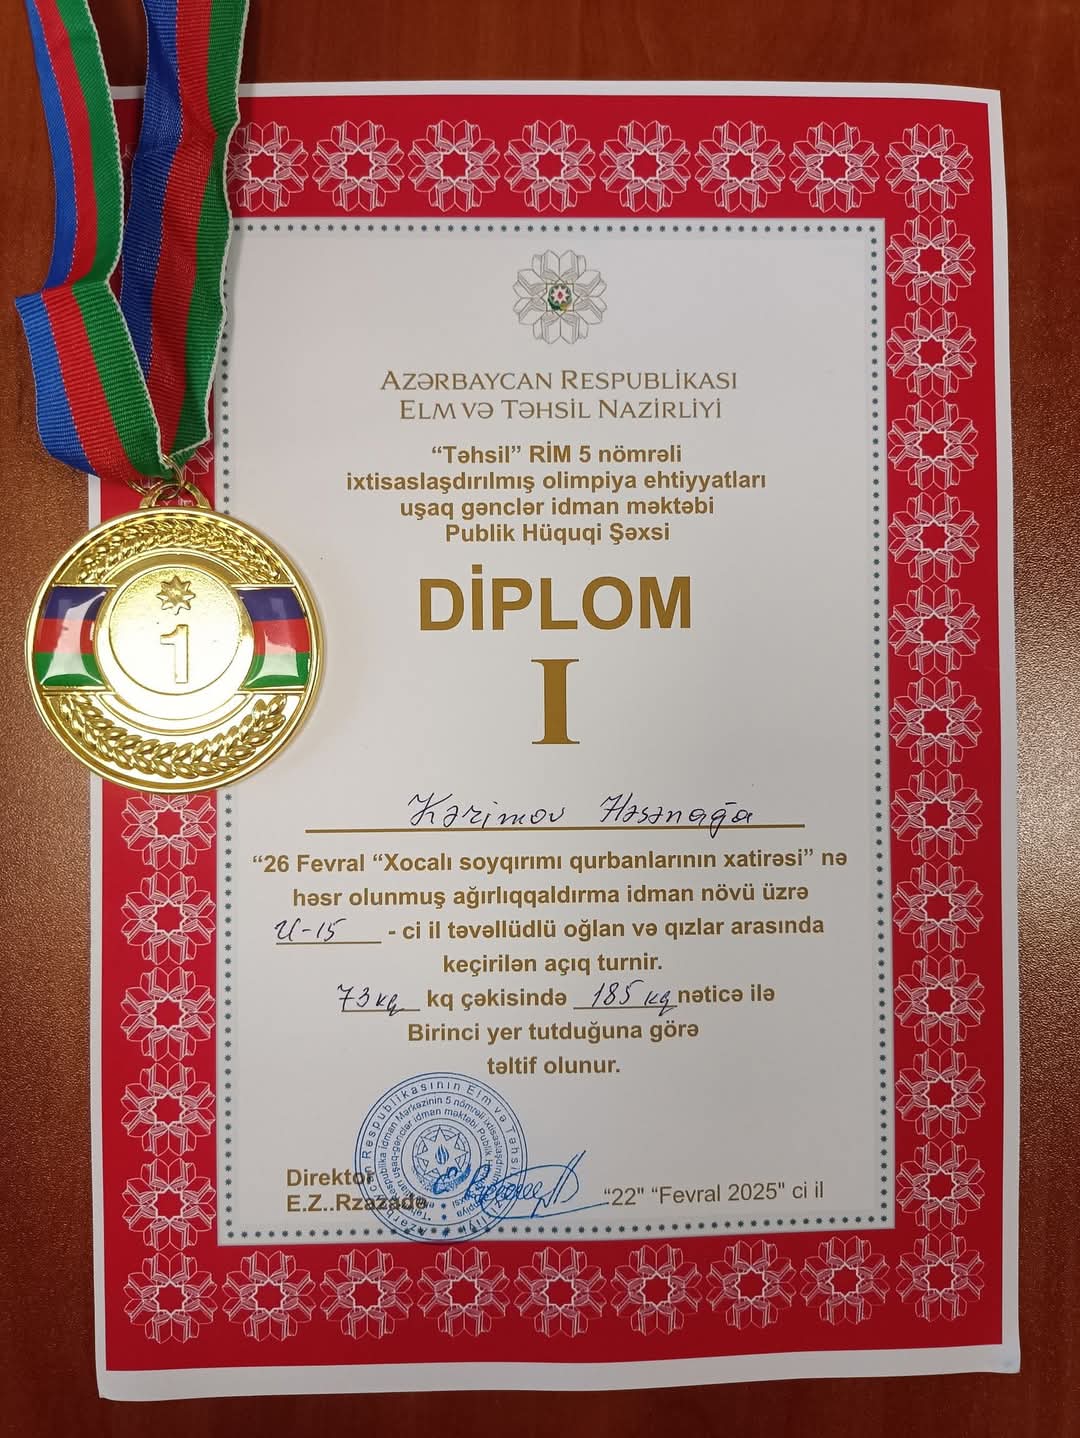 AZƏRBAYCAN RESPUBLİKASI
ELM VƏ TƏHSİL NAZİRLİYİ
“Təhsil” RİM 5 nömrəli
ixtisaslaşdırılmış olimpiya ehtiyyatları
uşaq gənclər idman məktəbi
Publik Hüquqi Şəxsi
DİPLOM
I
1
Kərimov Həsənağa
“26 Fevral “Xocalı soyqırımı qurbanlarının xatirəsi” nə
həsr olunmuş ağırlıqqaldırma idman növü üzrə
U-15 - ci il təvəllüdlü oğlan və qızlar arasında
keçirilən açıq turnir.
73 kq kq çəkisində 185 kq nəticə ilə
Birinci yer tutduğuna görə
təltif olunur.
Direktor
E.Z..Rzazadə
“22” “Fevral 2025” ci il